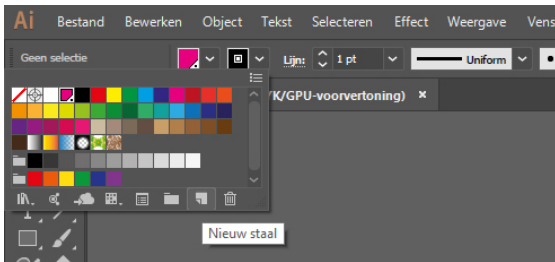 Ai Bestand Bewerken Object Tekst Selecteren Effect Weergave Vens
Geen selectie Lijn: 1 pt Uniform
/K/GPU-voorvertoning) ×
Nieuw staal